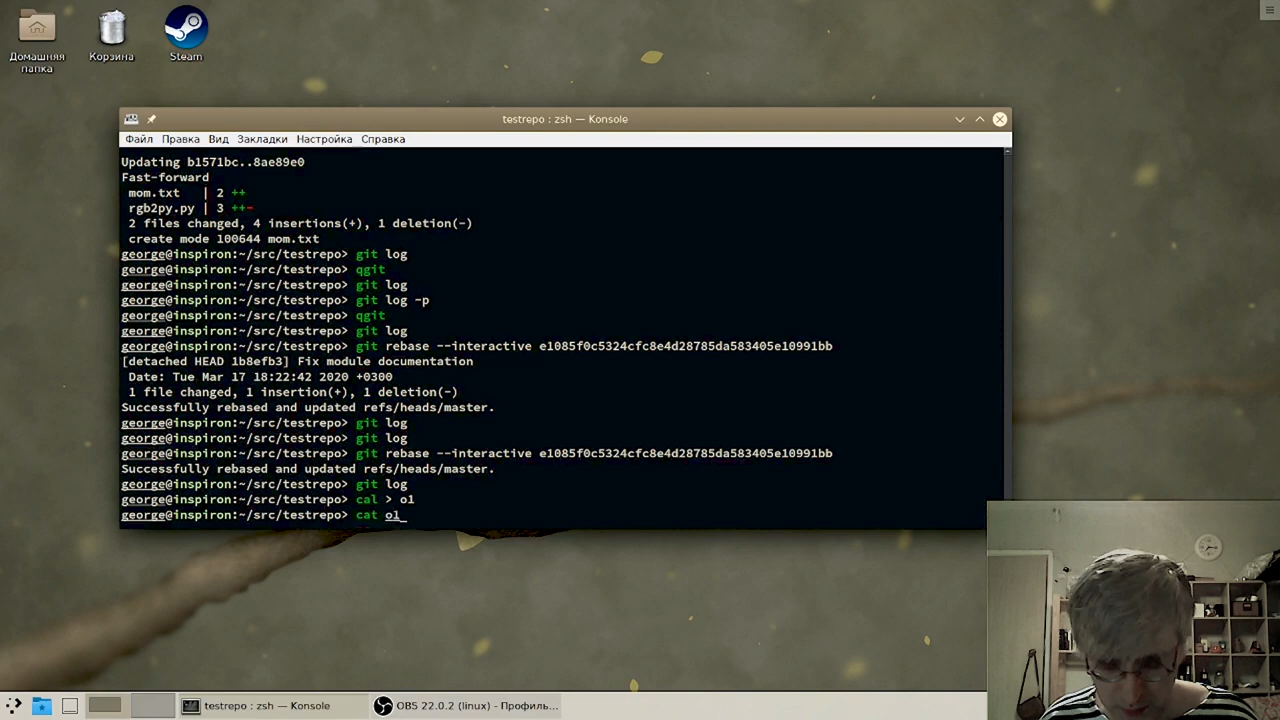 Домашняя
папка
Корзина
Steam
testrepo : zsh — Konsole
Файл Правка Вид Закладки Настройка Справка
Updating b1571bc..8ae89e0
Fast-forward
mom.txt | 2 ++
rgb2py.py | 3 ++-
2 files changed, 4 insertions(+), 1 deletion(-)
create mode 100644 mom.txt
george@inspiron:~/src/testrepo> git log
george@inspiron:~/src/testrepo> qgit
george@inspiron:~/src/testrepo> git log
george@inspiron:~/src/testrepo> git log -p
george@inspiron:~/src/testrepo> qgit
george@inspiron:~/src/testrepo> git log
george@inspiron:~/src/testrepo> git rebase --interactive e1085f0c5324cfc8e4d28785da583405e10991bb
[detached HEAD 1b8efb3] Fix module documentation
Date: Tue Mar 17 18:22:42 2020 +0300
1 file changed, 1 insertion(+), 1 deletion(-)
Successfully rebased and updated refs/heads/master.
george@inspiron:~/src/testrepo> git log
george@inspiron:~/src/testrepo> git log
george@inspiron:~/src/testrepo> git rebase --interactive e1085f0c5324cfc8e4d28785da583405e10991bb
Successfully rebased and updated refs/heads/master.
george@inspiron:~/src/testrepo> git log
george@inspiron:~/src/testrepo> cal > o1
george@inspiron:~/src/testrepo> cat o1_
testrepo : zsh — Konsole
OBS 22.0.2 (linux) - Профиль...